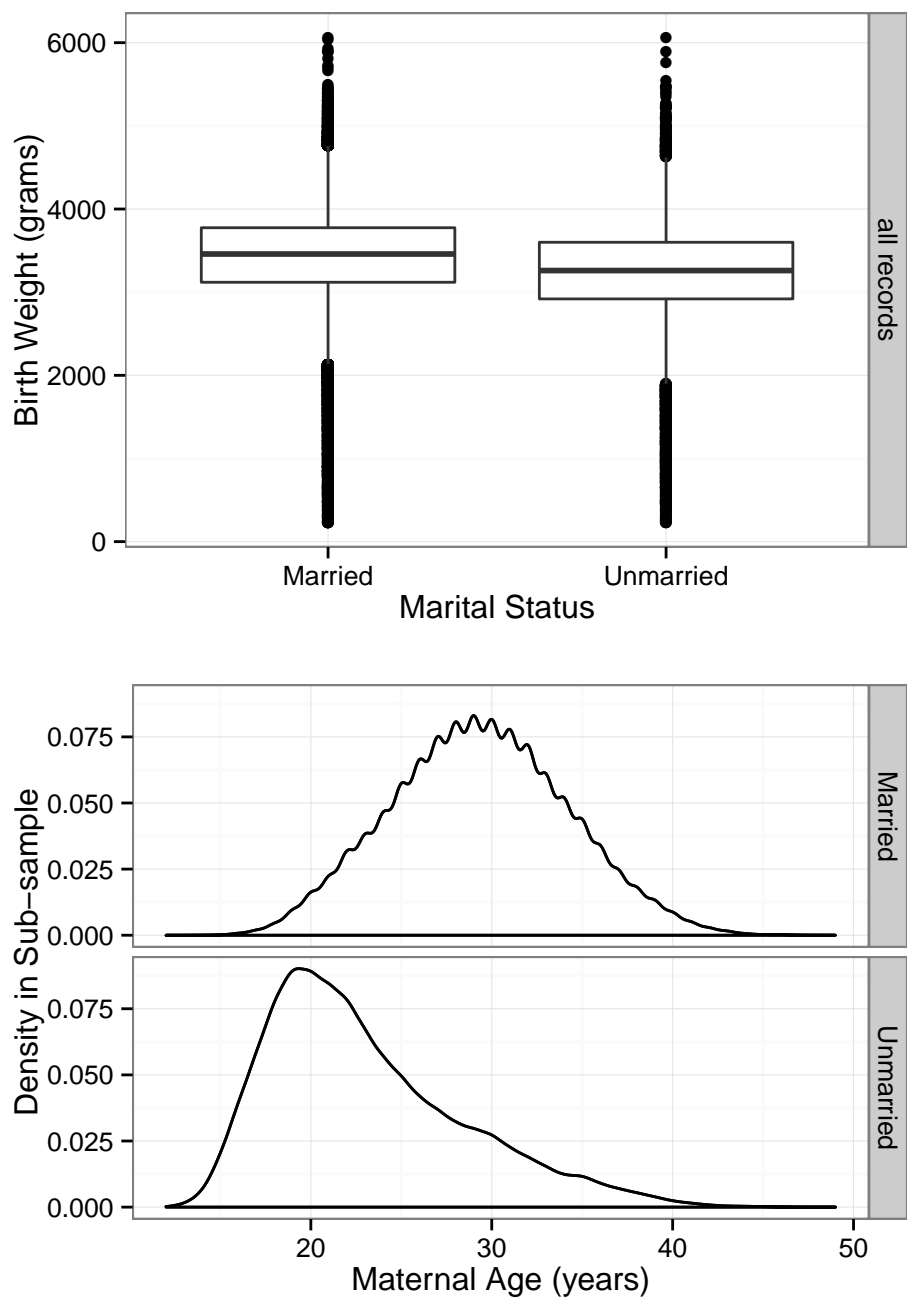 Birth Weight (grams)
6000
4000
2000
0
all records
Married
Unmarried
Marital Status
Density in Sub−sample
0.075
0.050
0.025
0.000
Married
0.075
0.050
0.025
0.000
Unmarried
20
30
40
50
Maternal Age (years)